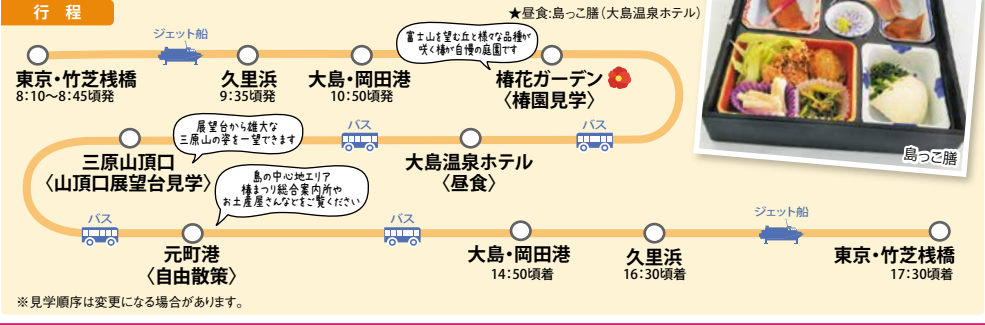 行 程
★昼食:島っこ膳(大島温泉ホテル)
ジェット船
富士山を望む丘と様々な品種が
咲く椿が自慢の庭園です
東京・竹芝桟橋
8:10〜8:45頃発
久里浜
9:35頃発
大島・岡田港
10:50頃発
椿花ガーデン
〈椿園見学〉
島っこ膳
展望台から雄大な
三原山の姿を一望できます
バス
バス
三原山頂口
〈山頂口展望台見学〉
大島温泉ホテル
〈昼食〉
島の中心地エリア
椿まつり総合案内所や
お土産屋さんなどをご覧ください
バス
バス
ジェット船
元町港
〈自由散策〉
大島・岡田港
14:50頃着
久里浜
16:30頃着
東京・竹芝桟橋
17:30頃着
※見学順序は変更になる場合があります。